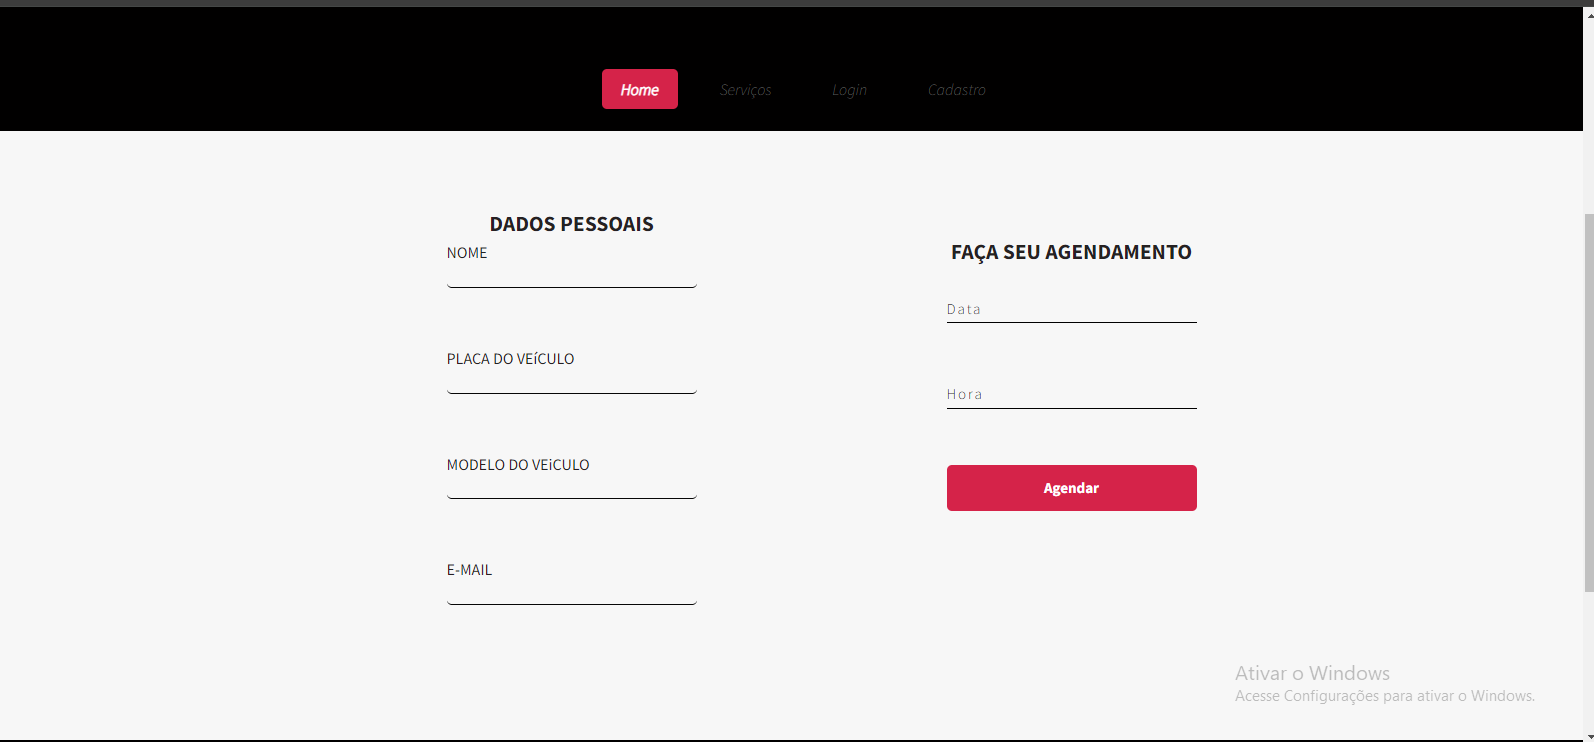 Home Serviços Login Cadastro
DADOS PESSOAIS
NOME
PLACA DO VEíCULO
MODELO DO VEiCULO
E-MAIL
FAÇA SEU AGENDAMENTO
Data
Hora
Agendar
Ativar o Windows
Acesse Configurações para ativar o Windows.